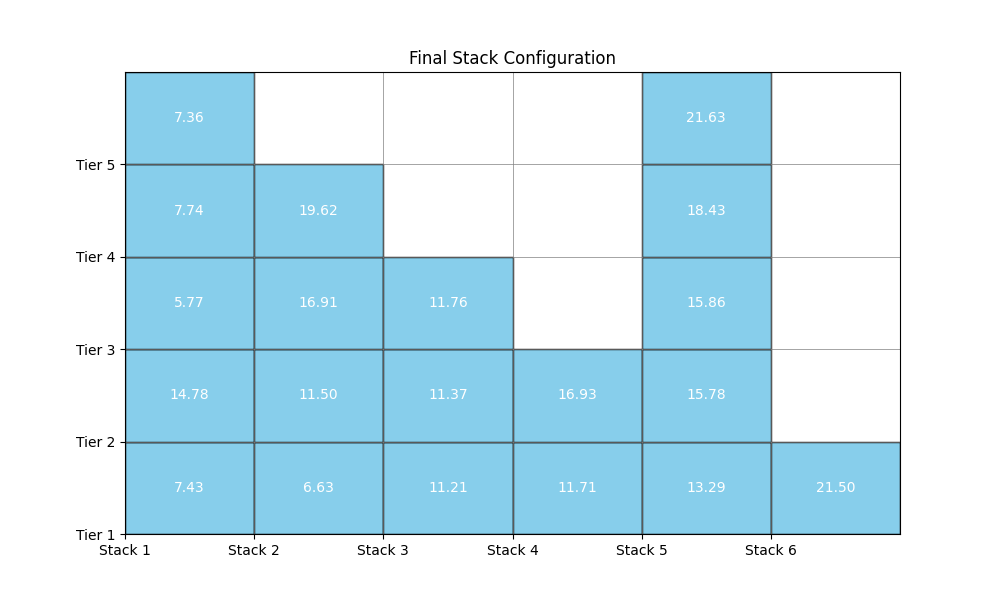 Final Stack Configuration
7.36 21.63
Tier 5
7.74 19.62 18.43
Tier 4
5.77 16.91 11.76 15.86
Tier 3
14.78 11.50 11.37 16.93 15.78
Tier 2
7.43 6.63 11.21 11.71 13.29 21.50
Tier 1
Stack 1 Stack 2 Stack 3 Stack 4 Stack 5 Stack 6